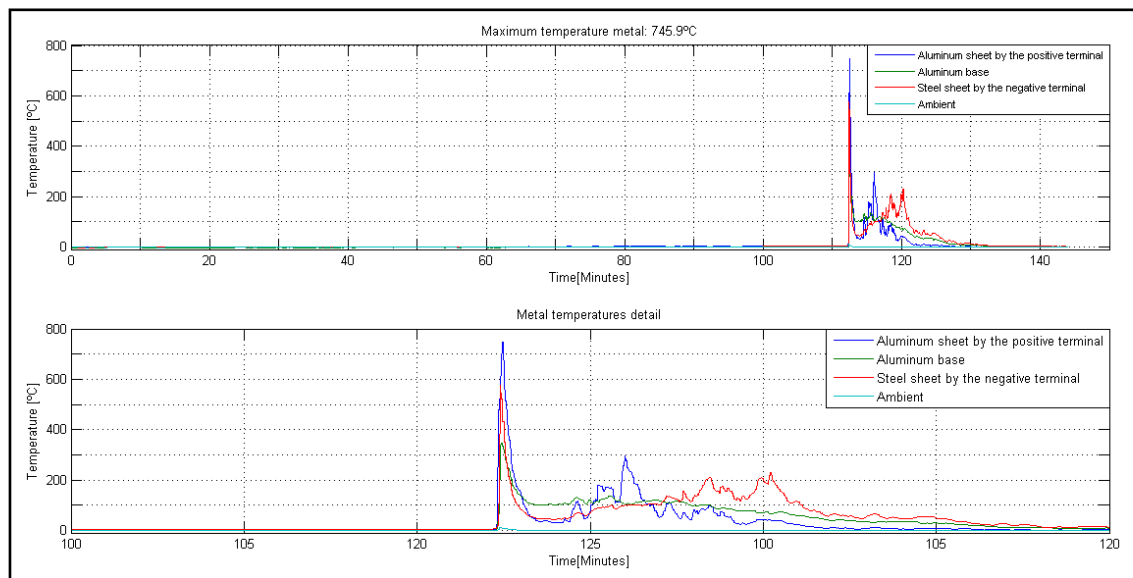 Maximum temperature metal: 745.9ºC
800
600
400
200
0
Temperature [ºC]
Aluminum sheet by the positive terminal
Aluminum base
Steel sheet by the negative terminal
Ambient
0 20 40 60 80 100 120 140
Time[Minutes]
Metal temperatures detail
800
600
400
200
0
Temperature [ºC]
Aluminum sheet by the positive terminal
Aluminum base
Steel sheet by the negative terminal
Ambient
100 105 120 125 100 105 120
Time[Minutes]